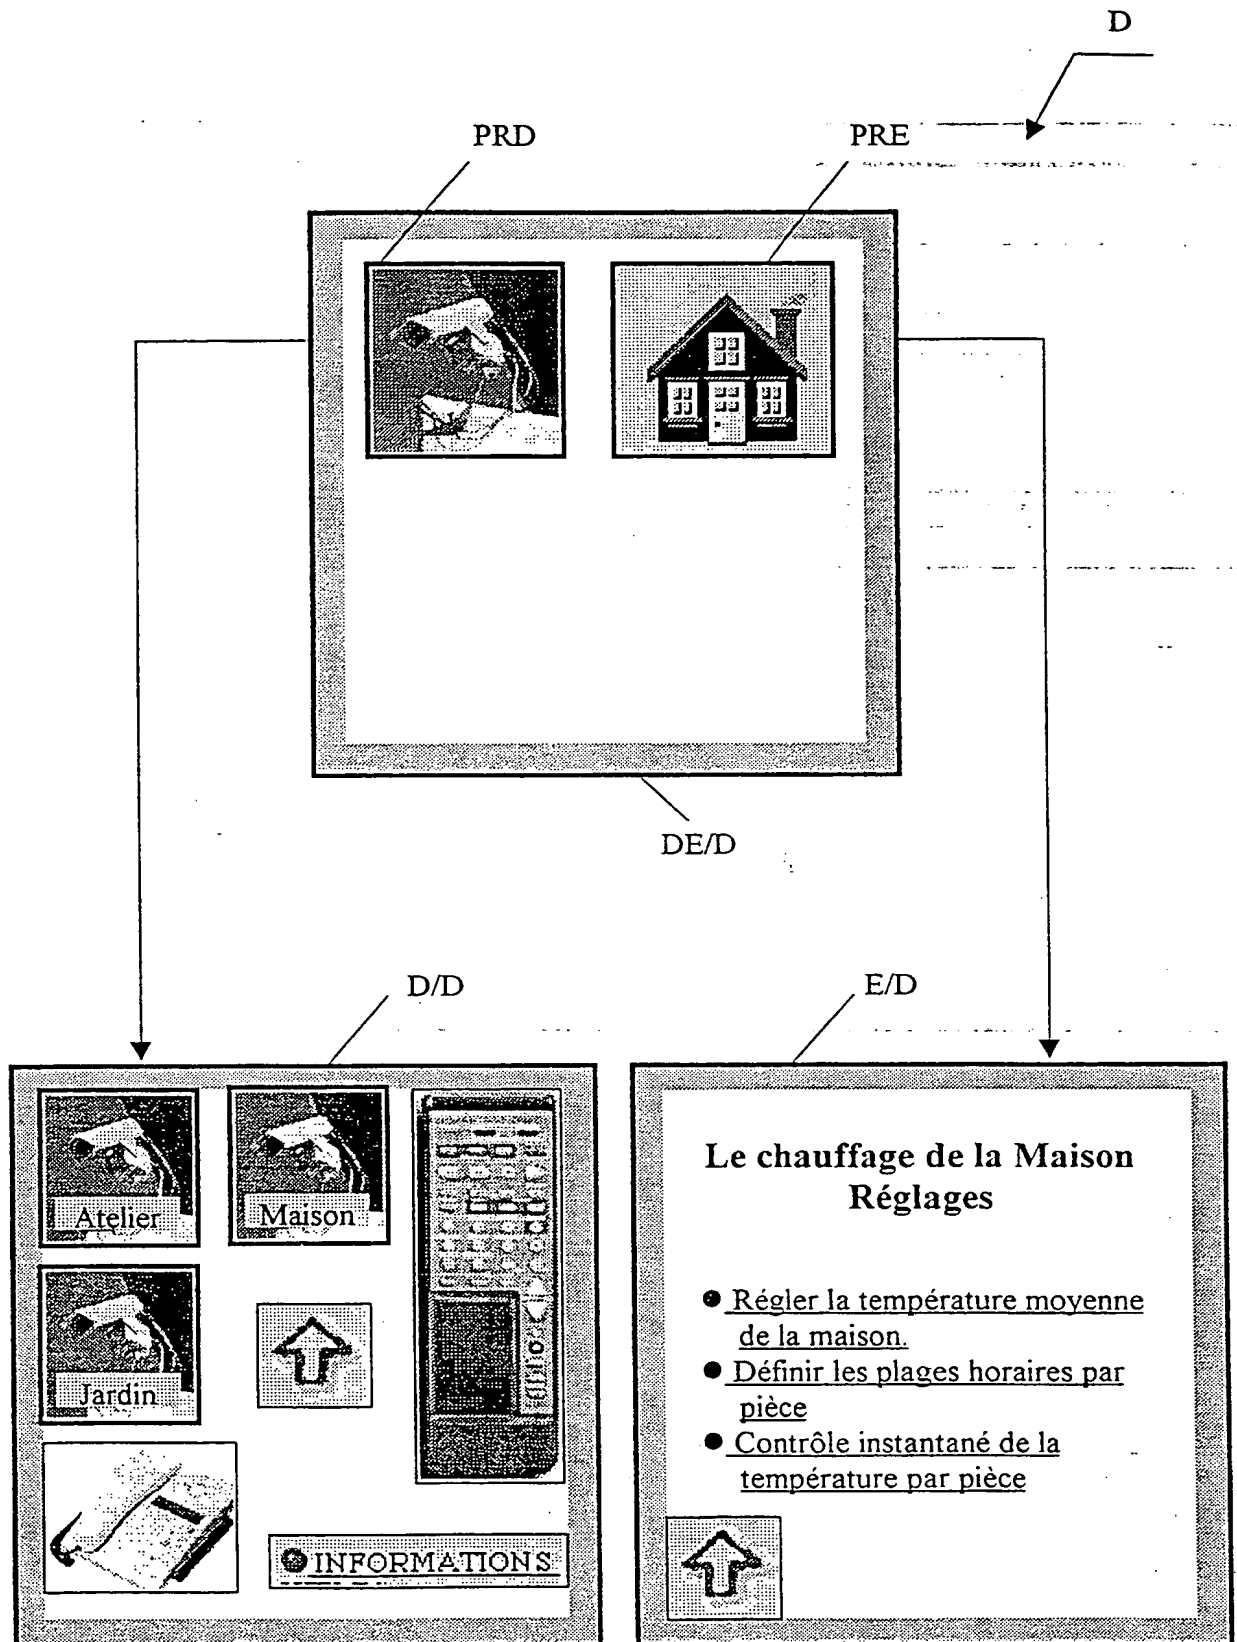 D
PRD
PRE
DE/D
D/D
E/D
Atelier
Maison
Jardin
INFORMATIONS
Le chauffage de la Maison
Réglages
Régler la température moyenne
de la maison.
Définir les plages horaires par
pièce
Contrôle instantané de la
température par pièce